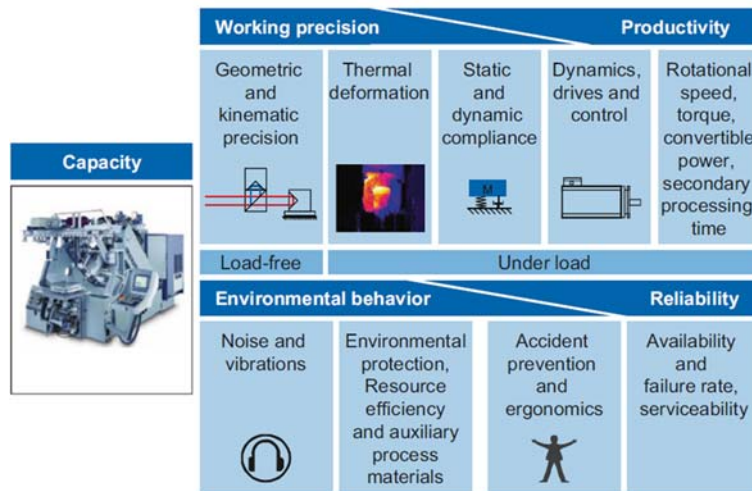 Working precision
Productivity
Geometric
and
kinematic
precision
Thermal
deformation
Static
and
dynamic
compliance
Dynamics,
drives and
control
Rotational
speed,
torque,
convertible
power,
secondary
processing
time
Capacity
M
Load-free
Under load
Environmental behavior
Reliability
Noise and
vibrations
Environmental
protection,
Resource
efficiency
and auxiliary
process
materials
Accident
prevention
and
ergonomics
Availability
and
failure rate,
serviceability